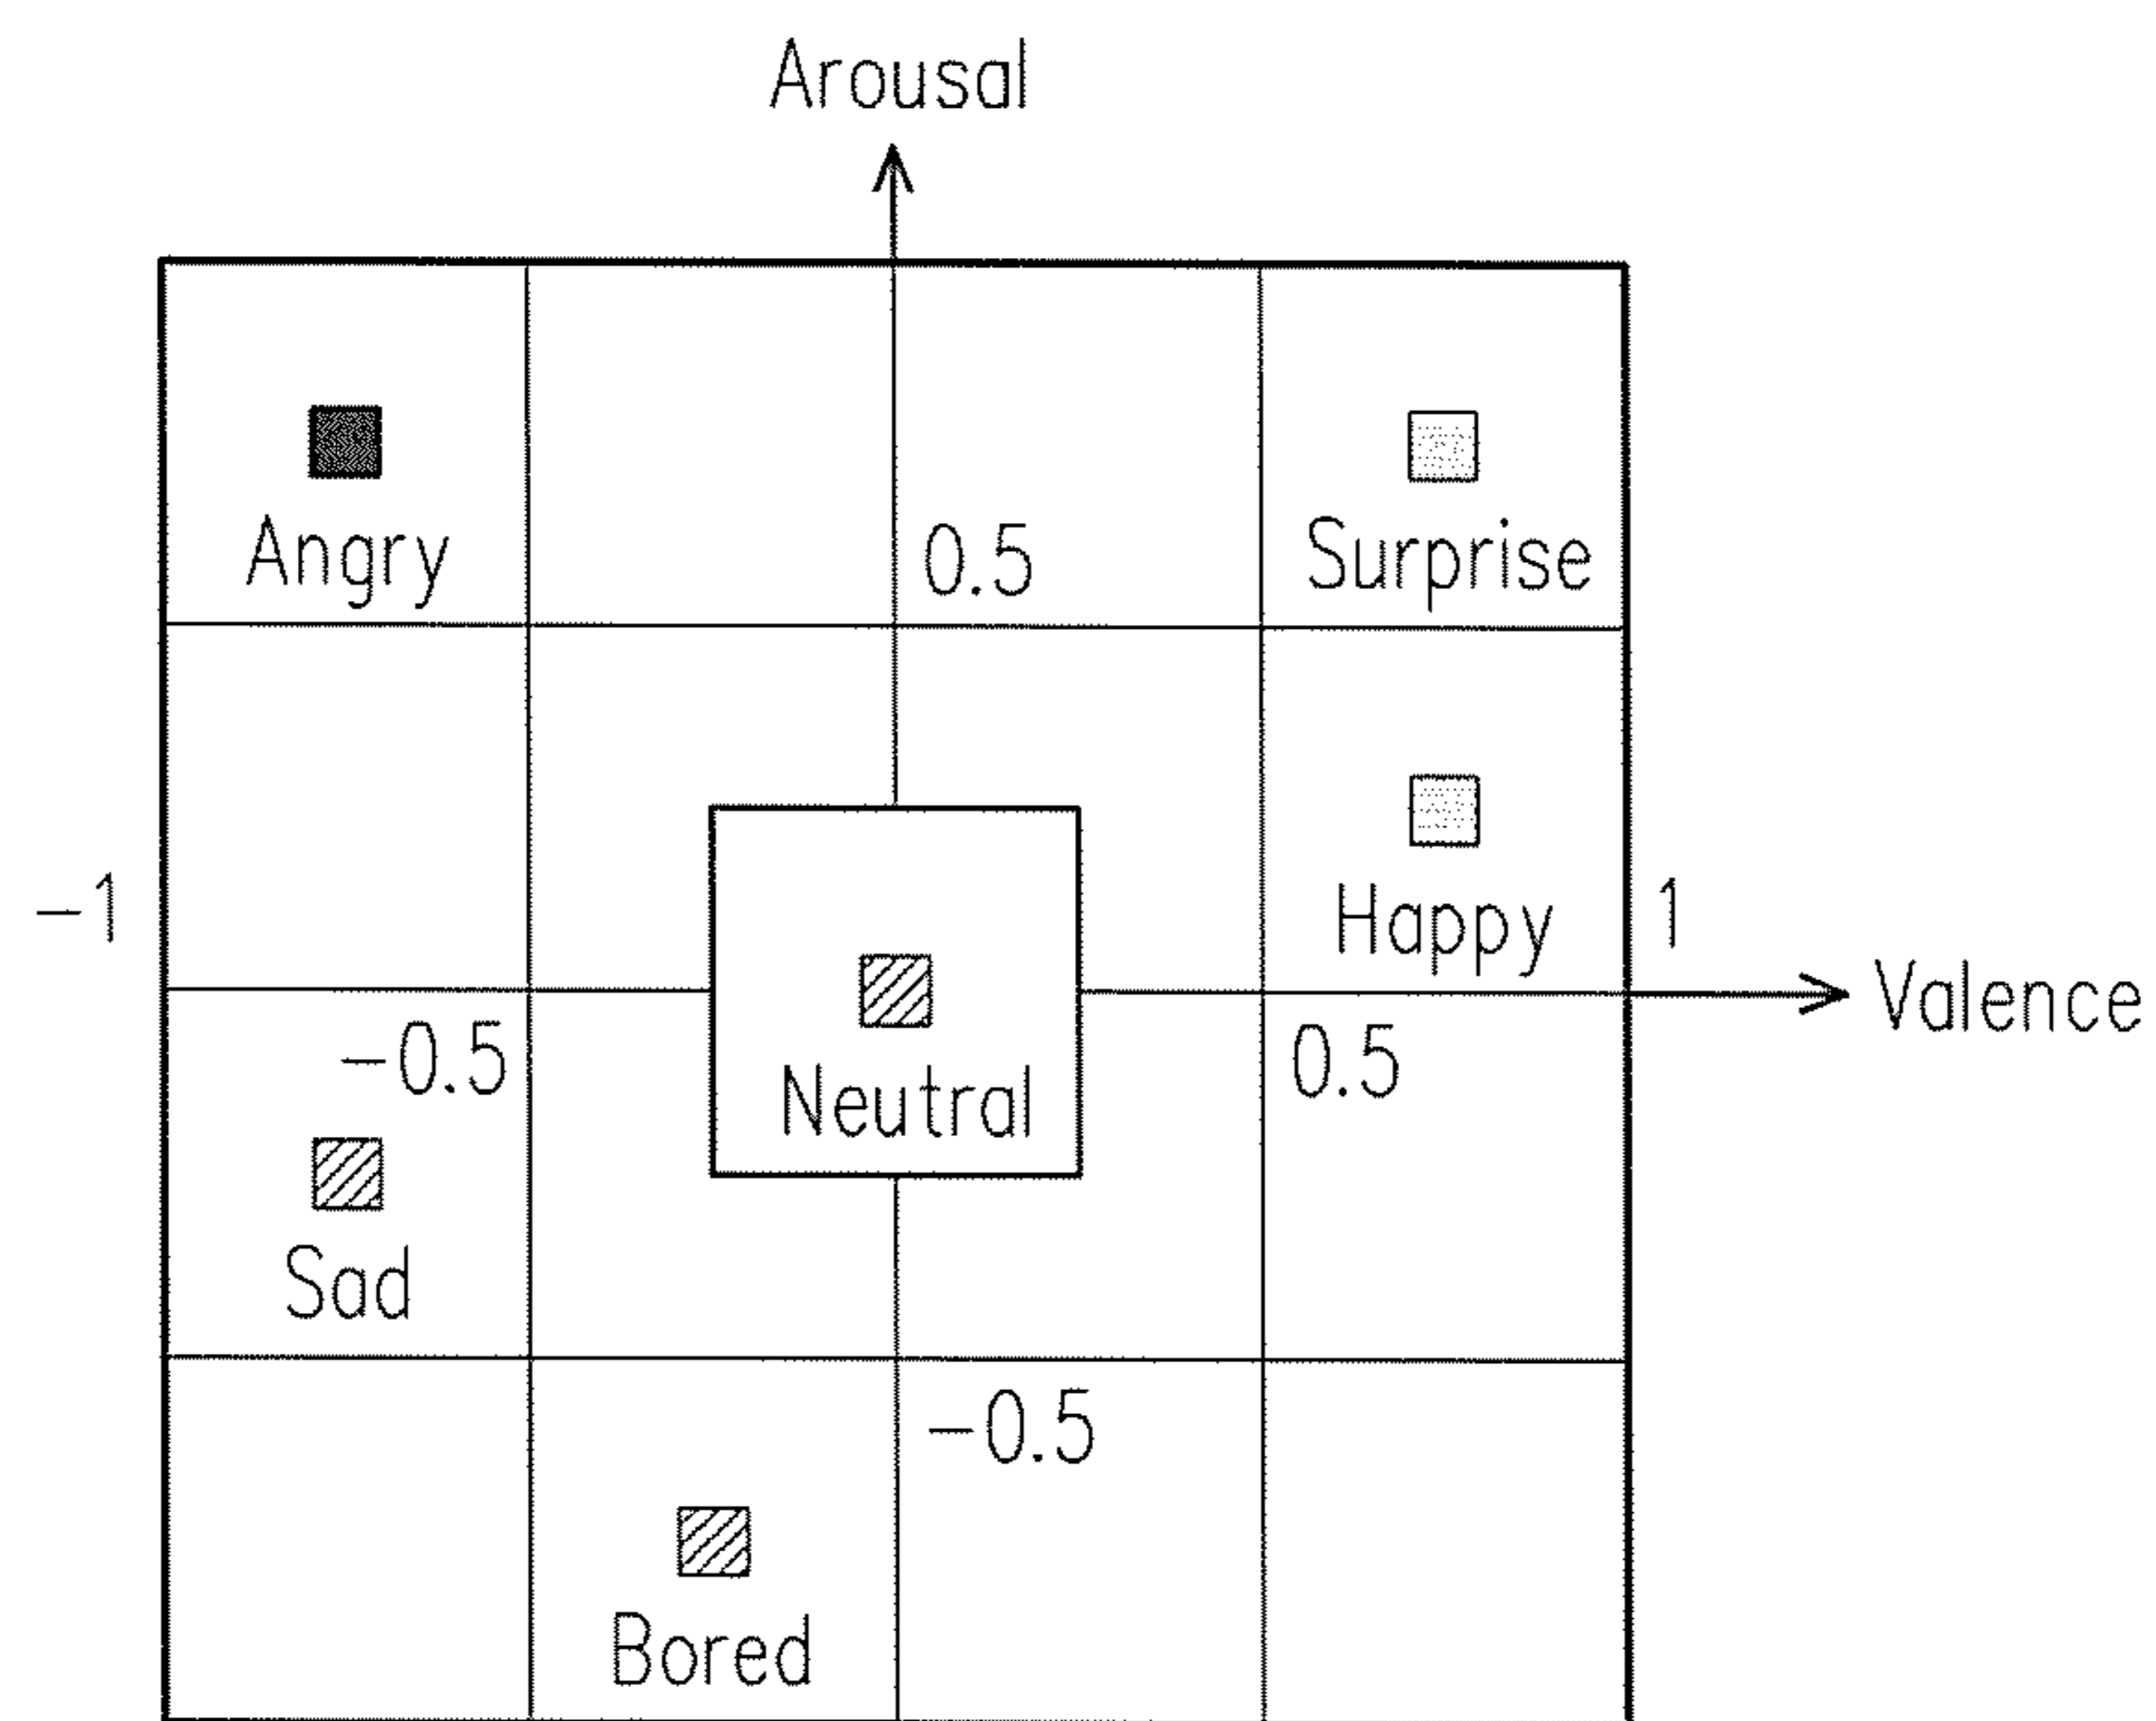 Arousal
Angry
0.5
Surprise
-1
Happy
1
Valence
-0.5
0.5
Neutral
Sad
-0.5
Bored